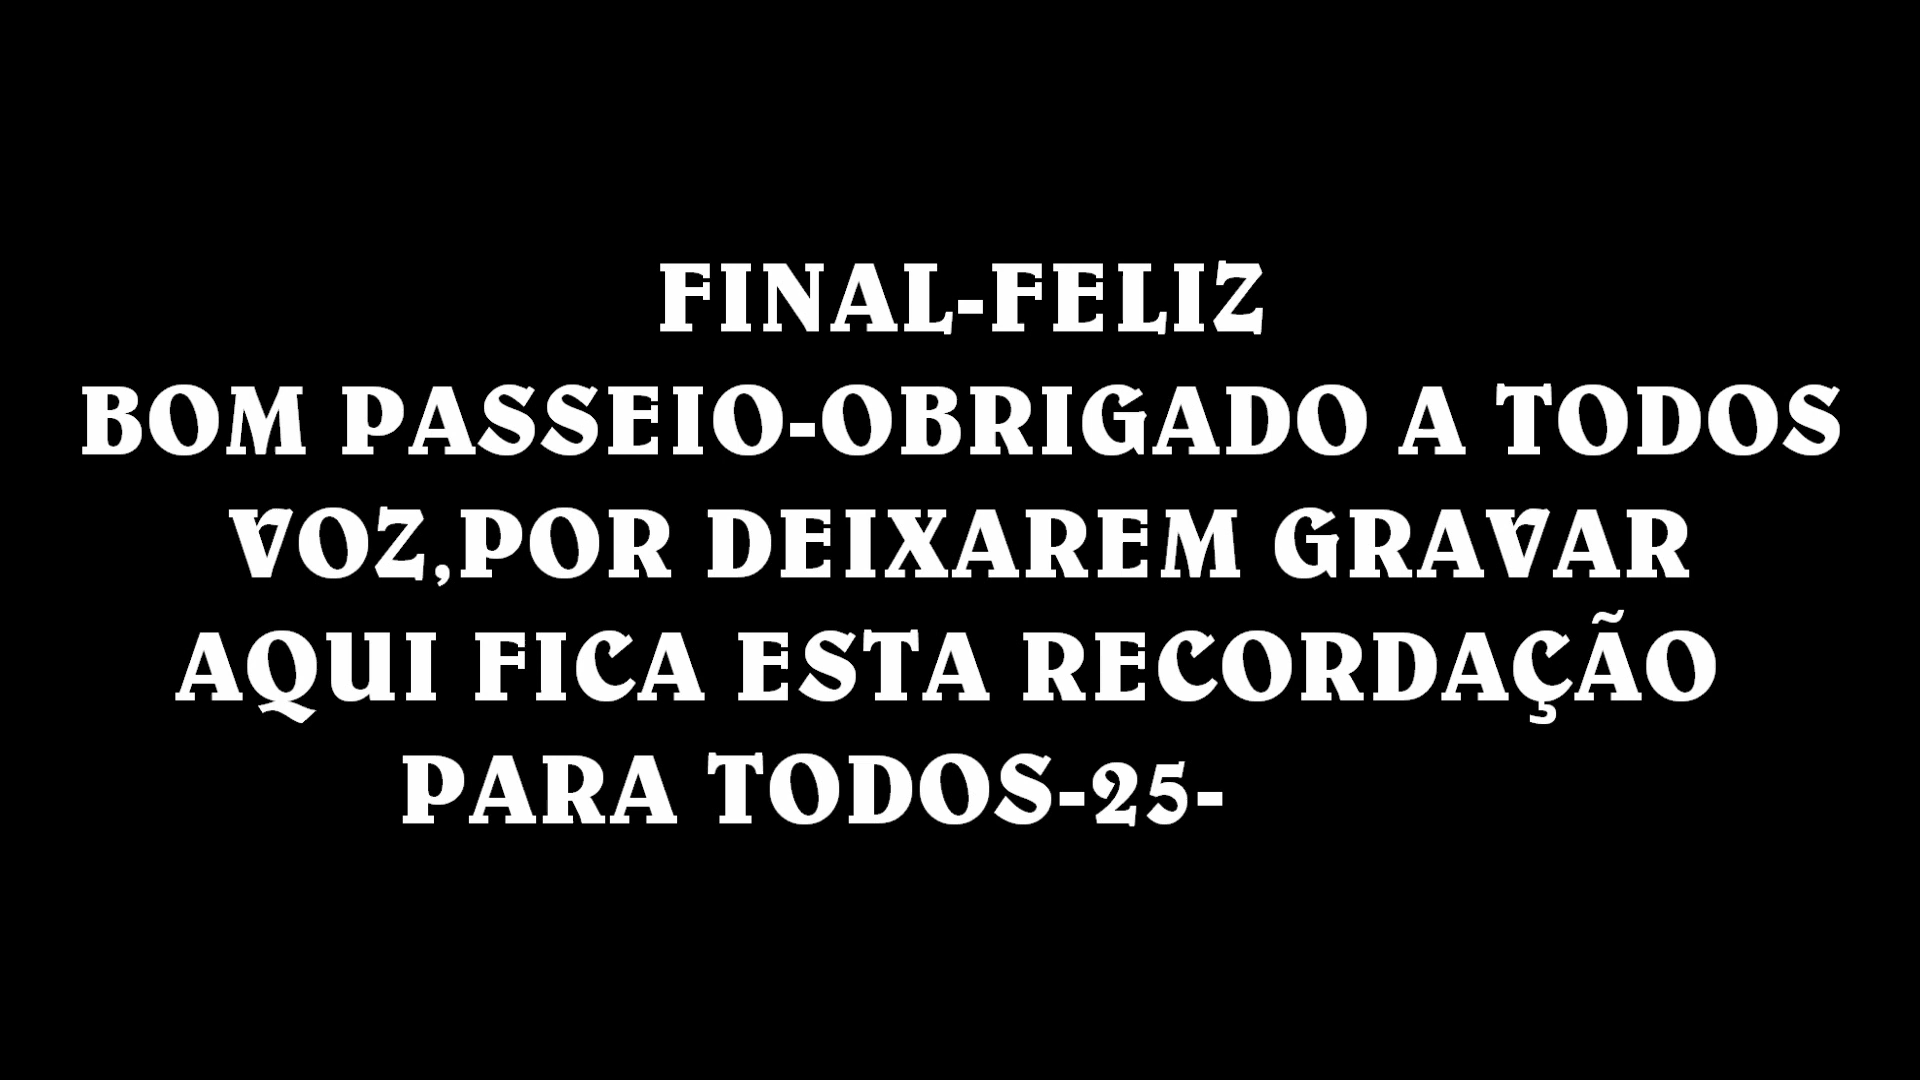 FINAL-FELIZ
BOM PASSEIO-OBRIGADO A TODOS
VOZ,POR DEIXAREM GRAVAR
AQUI FICA ESTA RECORDAÇÃO
PARA TODOS-25-